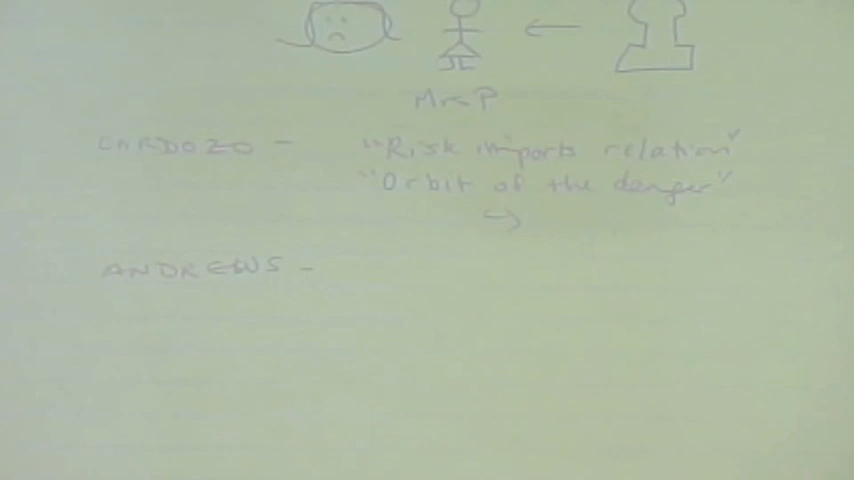 Mrs P
CARDOZO - "Risk imports relation"
"Orbit of the danger"
→
ANDREWS -